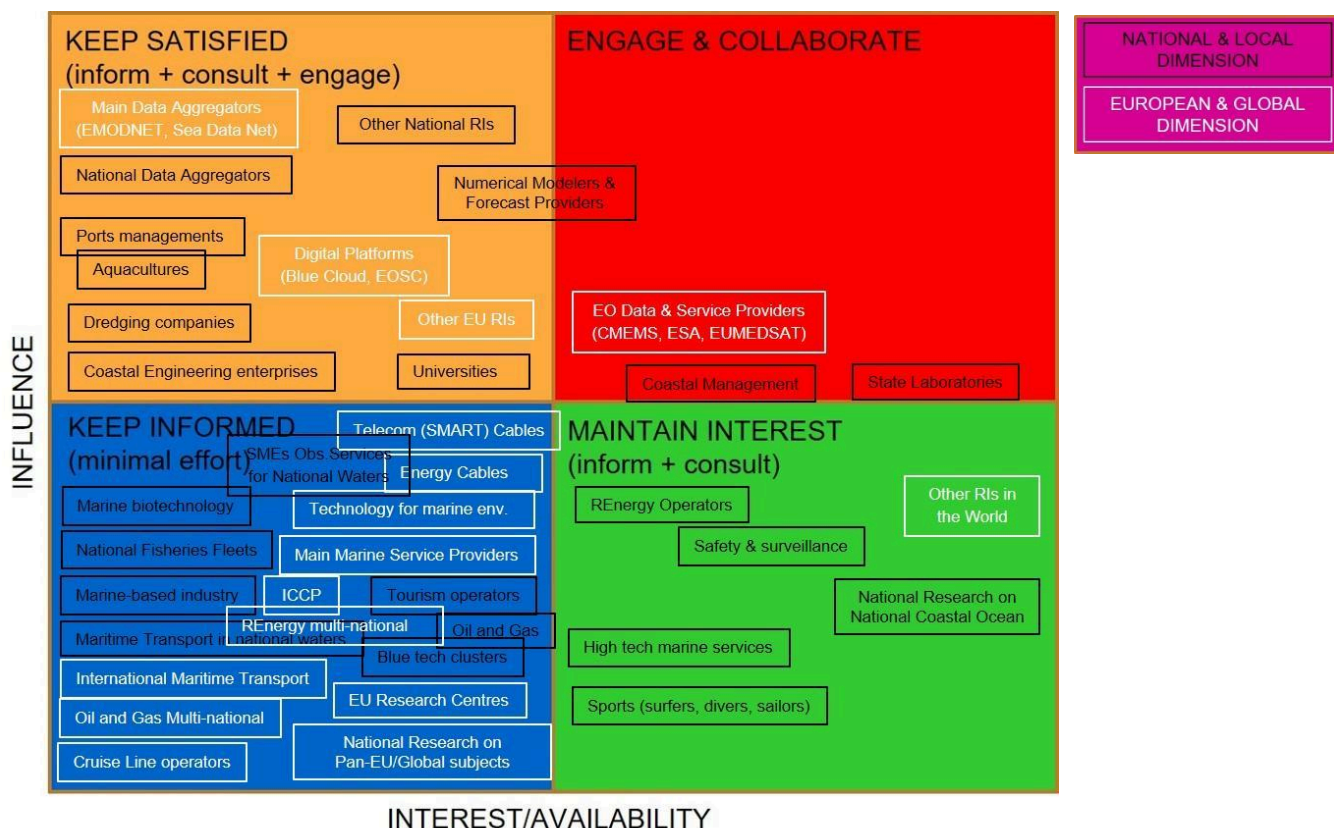 KEEP SATISFIED
(inform + consult + engage)
Main Data Aggregators
(EMODNET, Sea Data Net)
Other National RIs
National Data Aggregators
Numerical Modelers &
Forecast Providers
Ports managements
Aquacultures
Digital Platforms
(Blue Cloud, EOSC)
Dredging companies
Other EU RIs
Coastal Engineering enterprises
Universities
ENGAGE & COLLABORATE
EO Data & Service Providers
(CMEMS, ESA, EUMEDSAT)
Coastal Management
State Laboratories
NATIONAL & LOCAL
DIMENSION
EUROPEAN & GLOBAL
DIMENSION
INFLUENCE
KEEP INFORMED
(minimal effort)
Telecom (SMART) Cables
SMEs Obs Services
for National Waters
Energy Cables
Marine biotechnology
Technology for marine env.
National Fisheries Fleets
Main Marine Service Providers
Marine-based industry
ICCP
Tourism operators
REnergy multi-national
Maritime Transport in national waters
Oil and Gas
Blue tech clusters
International Maritime Transport
EU Research Centres
Oil and Gas Multi-national
National Research on
Pan-EU/Global subjects
Cruise Line operators
MAINTAIN INTEREST
(inform + consult)
REnergy Operators
Other RIs in
the World
Safety & surveillance
National Research on
National Coastal Ocean
High tech marine services
Sports (surfers, divers, sailors)
INTEREST/AVAILABILITY